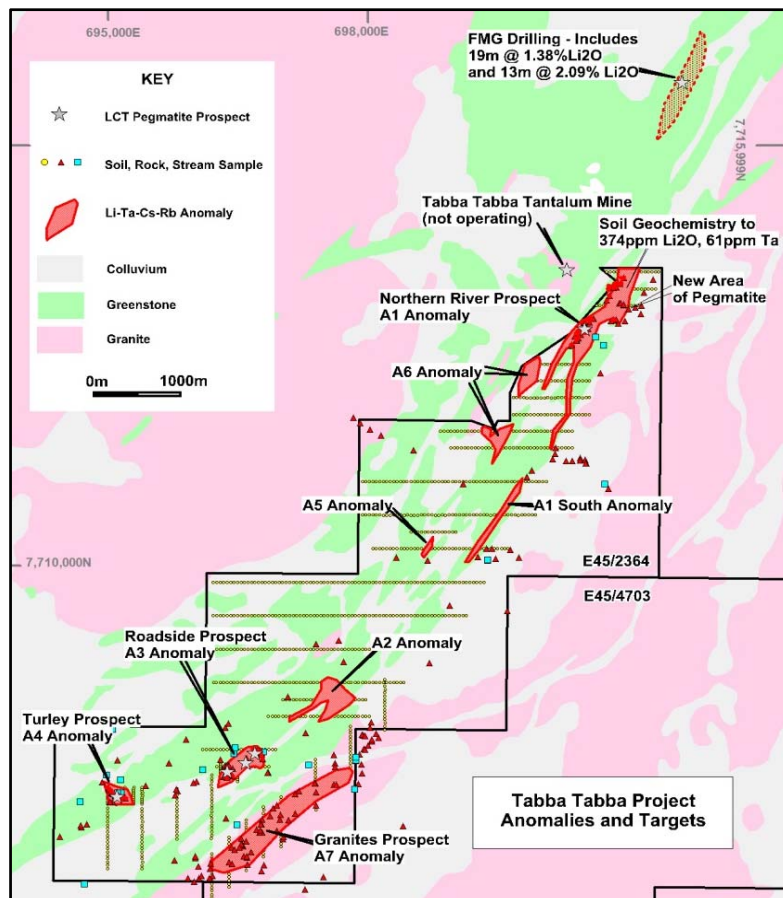 695,000E
698,000E
FMG Drilling - Includes
19m @ 1.38%Li2O
and 13m @ 2.09% Li2O
KEY
LCT Pegmatite Prospect
Soil, Rock, Stream Sample
Li-Ta-Cs-Rb Anomaly
Colluvium
Greenstone
Granite
0m
1000m
7,715,999N
Tabba Tabba Tantalum Mine
(not operating)
Soil Geochemistry to
374ppm Li2O, 61ppm Ta
New Area
of Pegmatite
Northern River Prospect
A1 Anomaly
A6 Anomaly
A5 Anomaly
A1 South Anomaly
7,710,000N
E45/2364
E45/4703
Roadside Prospect
A3 Anomaly
A2 Anomaly
Turley Prospect
A4 Anomaly
Granites Prospect
A7 Anomaly
Tabba Tabba Project
Anomalies and Targets